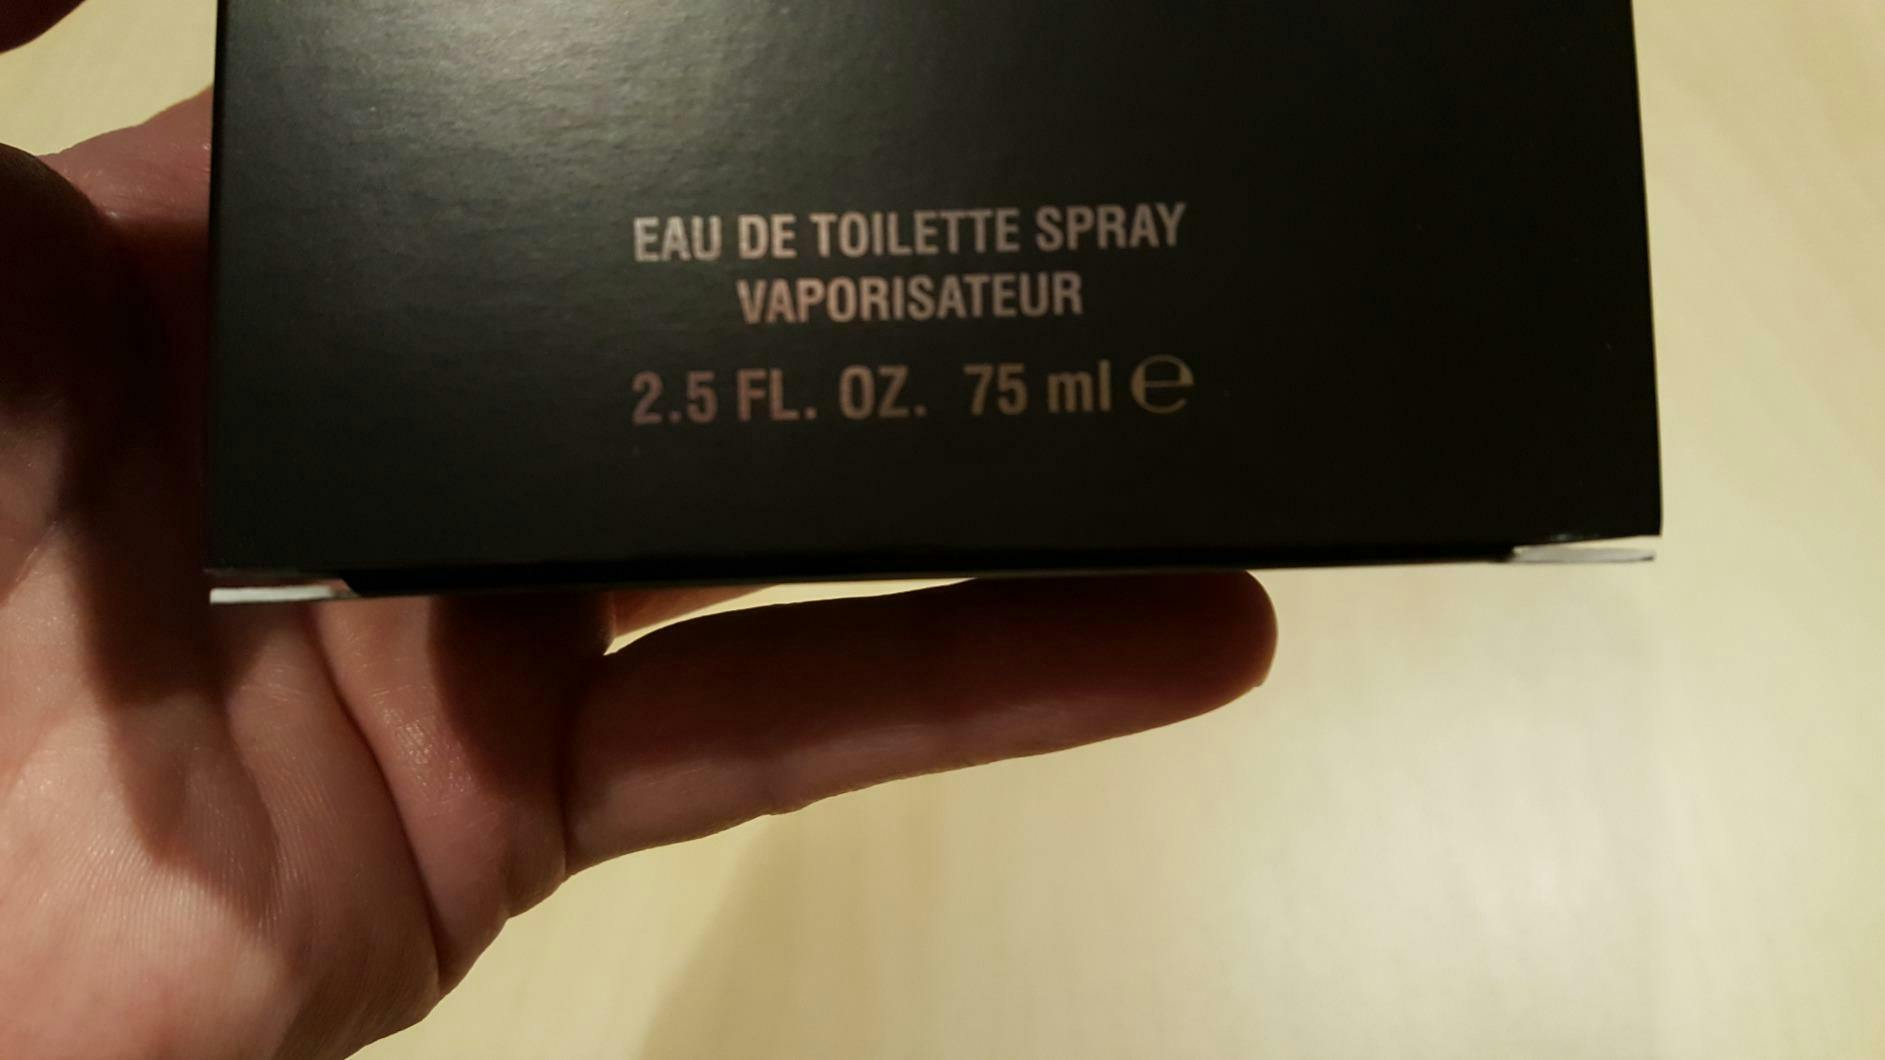 EAU DE TOILETTE SPRAY
VAPORISATEUR
2.5 FL. OZ. 75 ml ℮